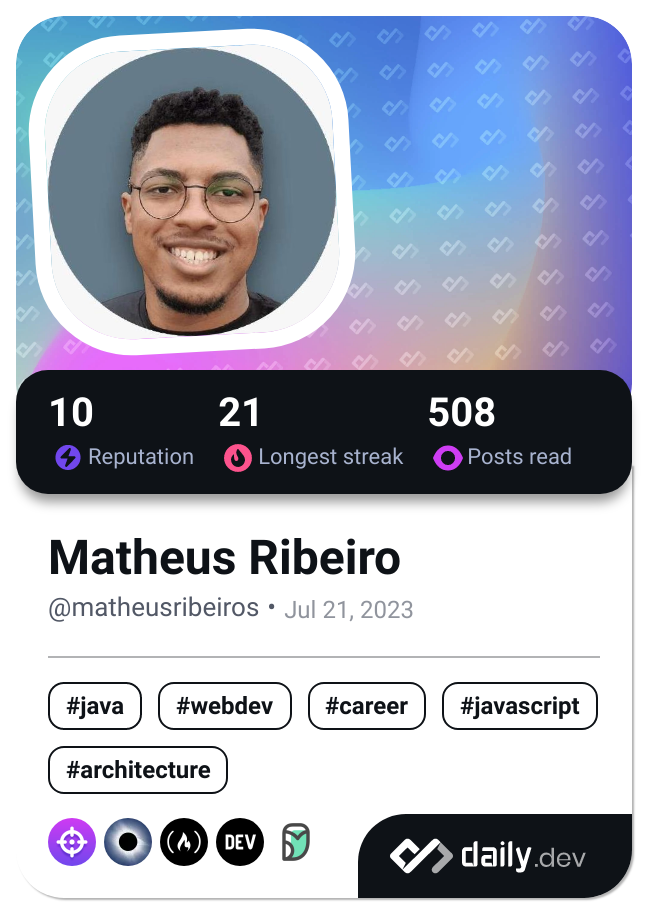 10 21 508
Reputation Longest streak Posts read
Matheus Ribeiro
@matheusribeiros • Jul 21, 2023
#java #webdev #career #javascript
#architecture
DEV
daily.dev